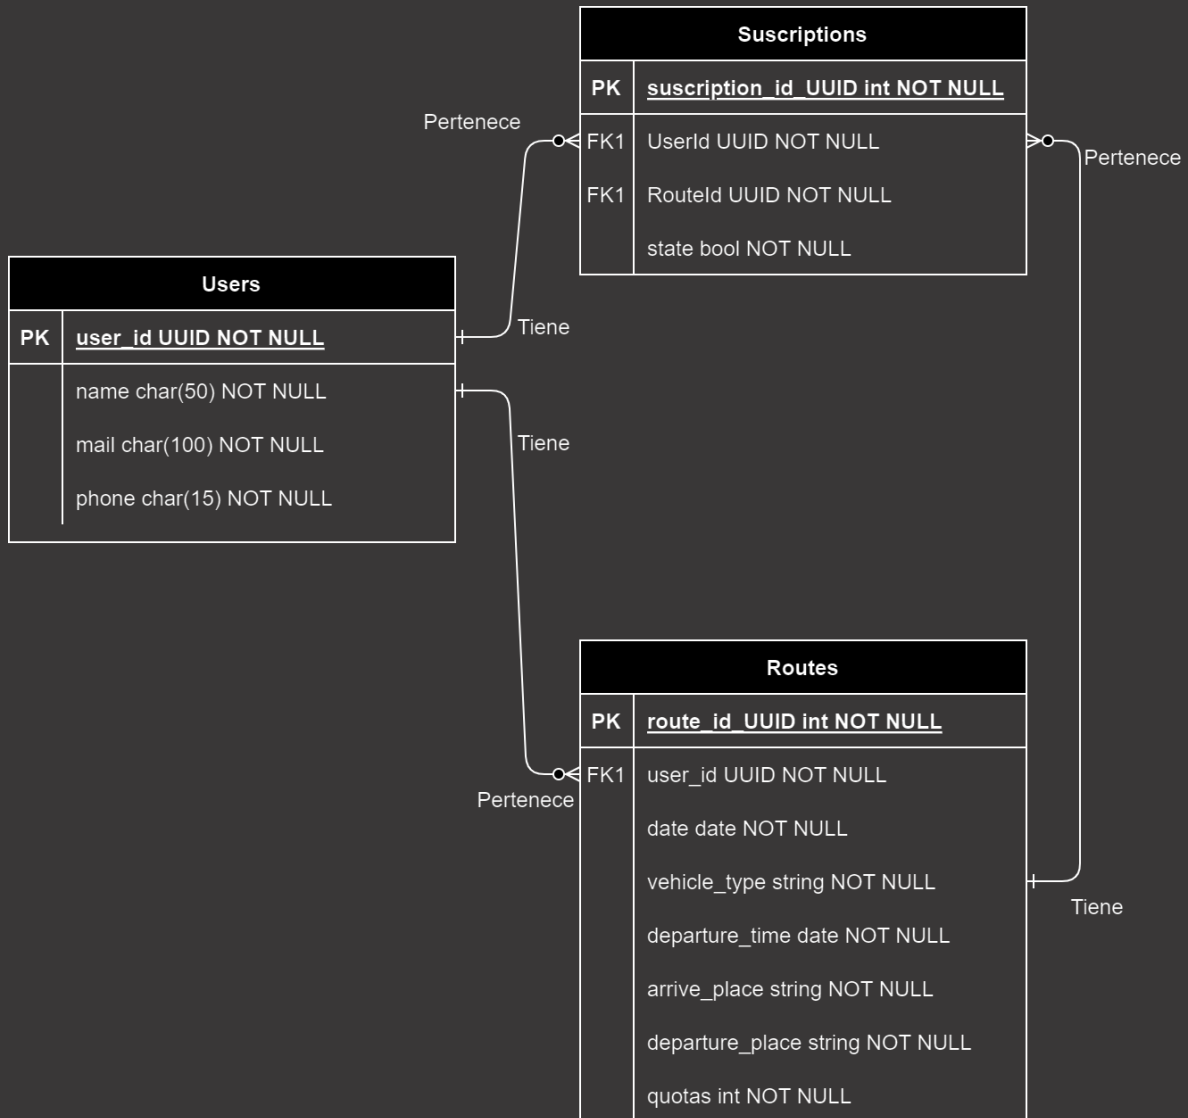 Suscriptions
PK suscription_id_UUID int NOT NULL
Pertenece
FK1 UserId UUID NOT NULL
Pertenece
FK1 RouteId UUID NOT NULL
state bool NOT NULL
Users
PK user_id UUID NOT NULL
Tiene
name char(50) NOT NULL
Tiene
mail char(100) NOT NULL
phone char(15) NOT NULL
Routes
PK route_id_UUID int NOT NULL
FK1 user_id UUID NOT NULL
Pertenece
date date NOT NULL
vehicle_type string NOT NULL
Tiene
departure_time date NOT NULL
arrive_place string NOT NULL
departure_place string NOT NULL
quotas int NOT NULL